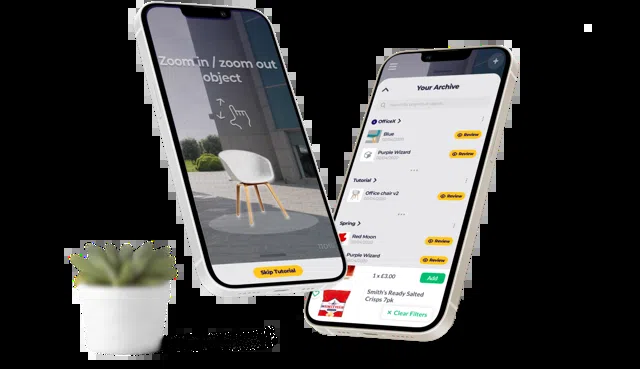 Zoom in / zoom out
object
Skip Tutorial
Your Archive
OfficeX
Blue
Review
Purple Wizard
Review
Tutorial
Office chair v2
Review
Spring
Red Moon
Review
Purple Wizard
Review
1 x £3.00
Add
Smith's Ready Salted
Crisps 7pk
Clear Filters